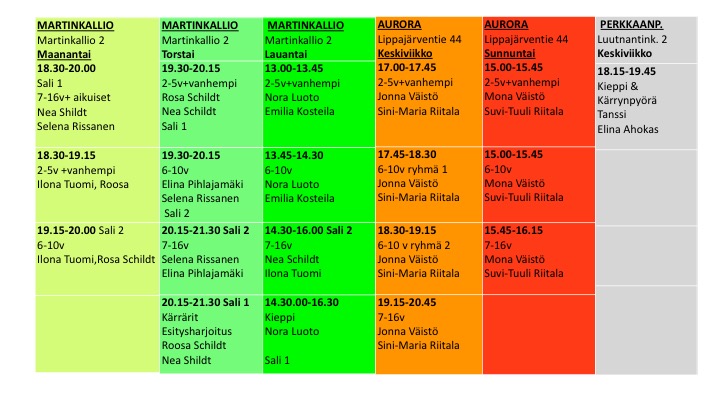 MARTINKALLIO
Martinkallio 2
Maanantai
18.30-20.00
Sali 1
7-16v+ aikuiset
Nea Shildt
Selena Rissanen
18.30-19.15
2-5v +vanhempi
Ilona Tuomi, Roosa
19.15-20.00 Sali 2
6-10v
Ilona Tuomi,Rosa Schildt
MARTINKALLIO
Martinkallio 2
Torstai
19.30-20.15
2-5v+vanhempi
Rosa Schildt
Nea Schildt
Sali 1
19.30-20.15
6-10v
Elina Pihlajamäki
Selena Rissanen
Sali 2
20.15-21.30 Sali 2
7-16v
Selena Rissanen
Elina Pihlajamäki
20.15-21.30 Sali 1
Kärrärit
Esitysharjoitus
Roosa Schildt
Nea Shildt
MARTINKALLIO
Martinkallio 2
Lauantai
13.00-13.45
2-5v+vanhempi
Nora Luoto
Emilia Kosteila
13.45-14.30
6-10v
Nora Luoto
Emilia Kosteila
14.30-16.00 Sali 2
7-16v
Nea Schildt
Ilona Tuomi
14.30.00-16.30
Kieppi
Nora Luoto
Sali 1
AURORA
Lippajärventie 44
Keskiviikko
17.00-17.45
2-5v+vanhempi
Jonna Väistö
Sini-Maria Riitala
17.45-18.30
6-10v ryhmä 1
Jonna Väistö
Sini-Maria Riitala
18.30-19.15
6-10 v ryhmä 2
Jonna Väistö
Sini-Maria Riitala
19.15-20.45
7-16v
Jonna Väistö
Sini-Maria Riitala
AURORA
Lippajärventie 44
Sunnuntai
15.00-15.45
2-5v+vanhempi
Mona Väistö
Suvi-Tuuli Riitala
15.00-15.45
6-10v
Mona Väistö
Suvi-Tuuli Riitala
15.45-16.15
7-16v
Mona Väistö
Suvi-Tuuli Riitala
PERKKAANP.
Luutnantink. 2
Keskiviikko
18.15-19.45
Kieppi &
Kärrynpyörä
Tanssi
Elina Ahokas